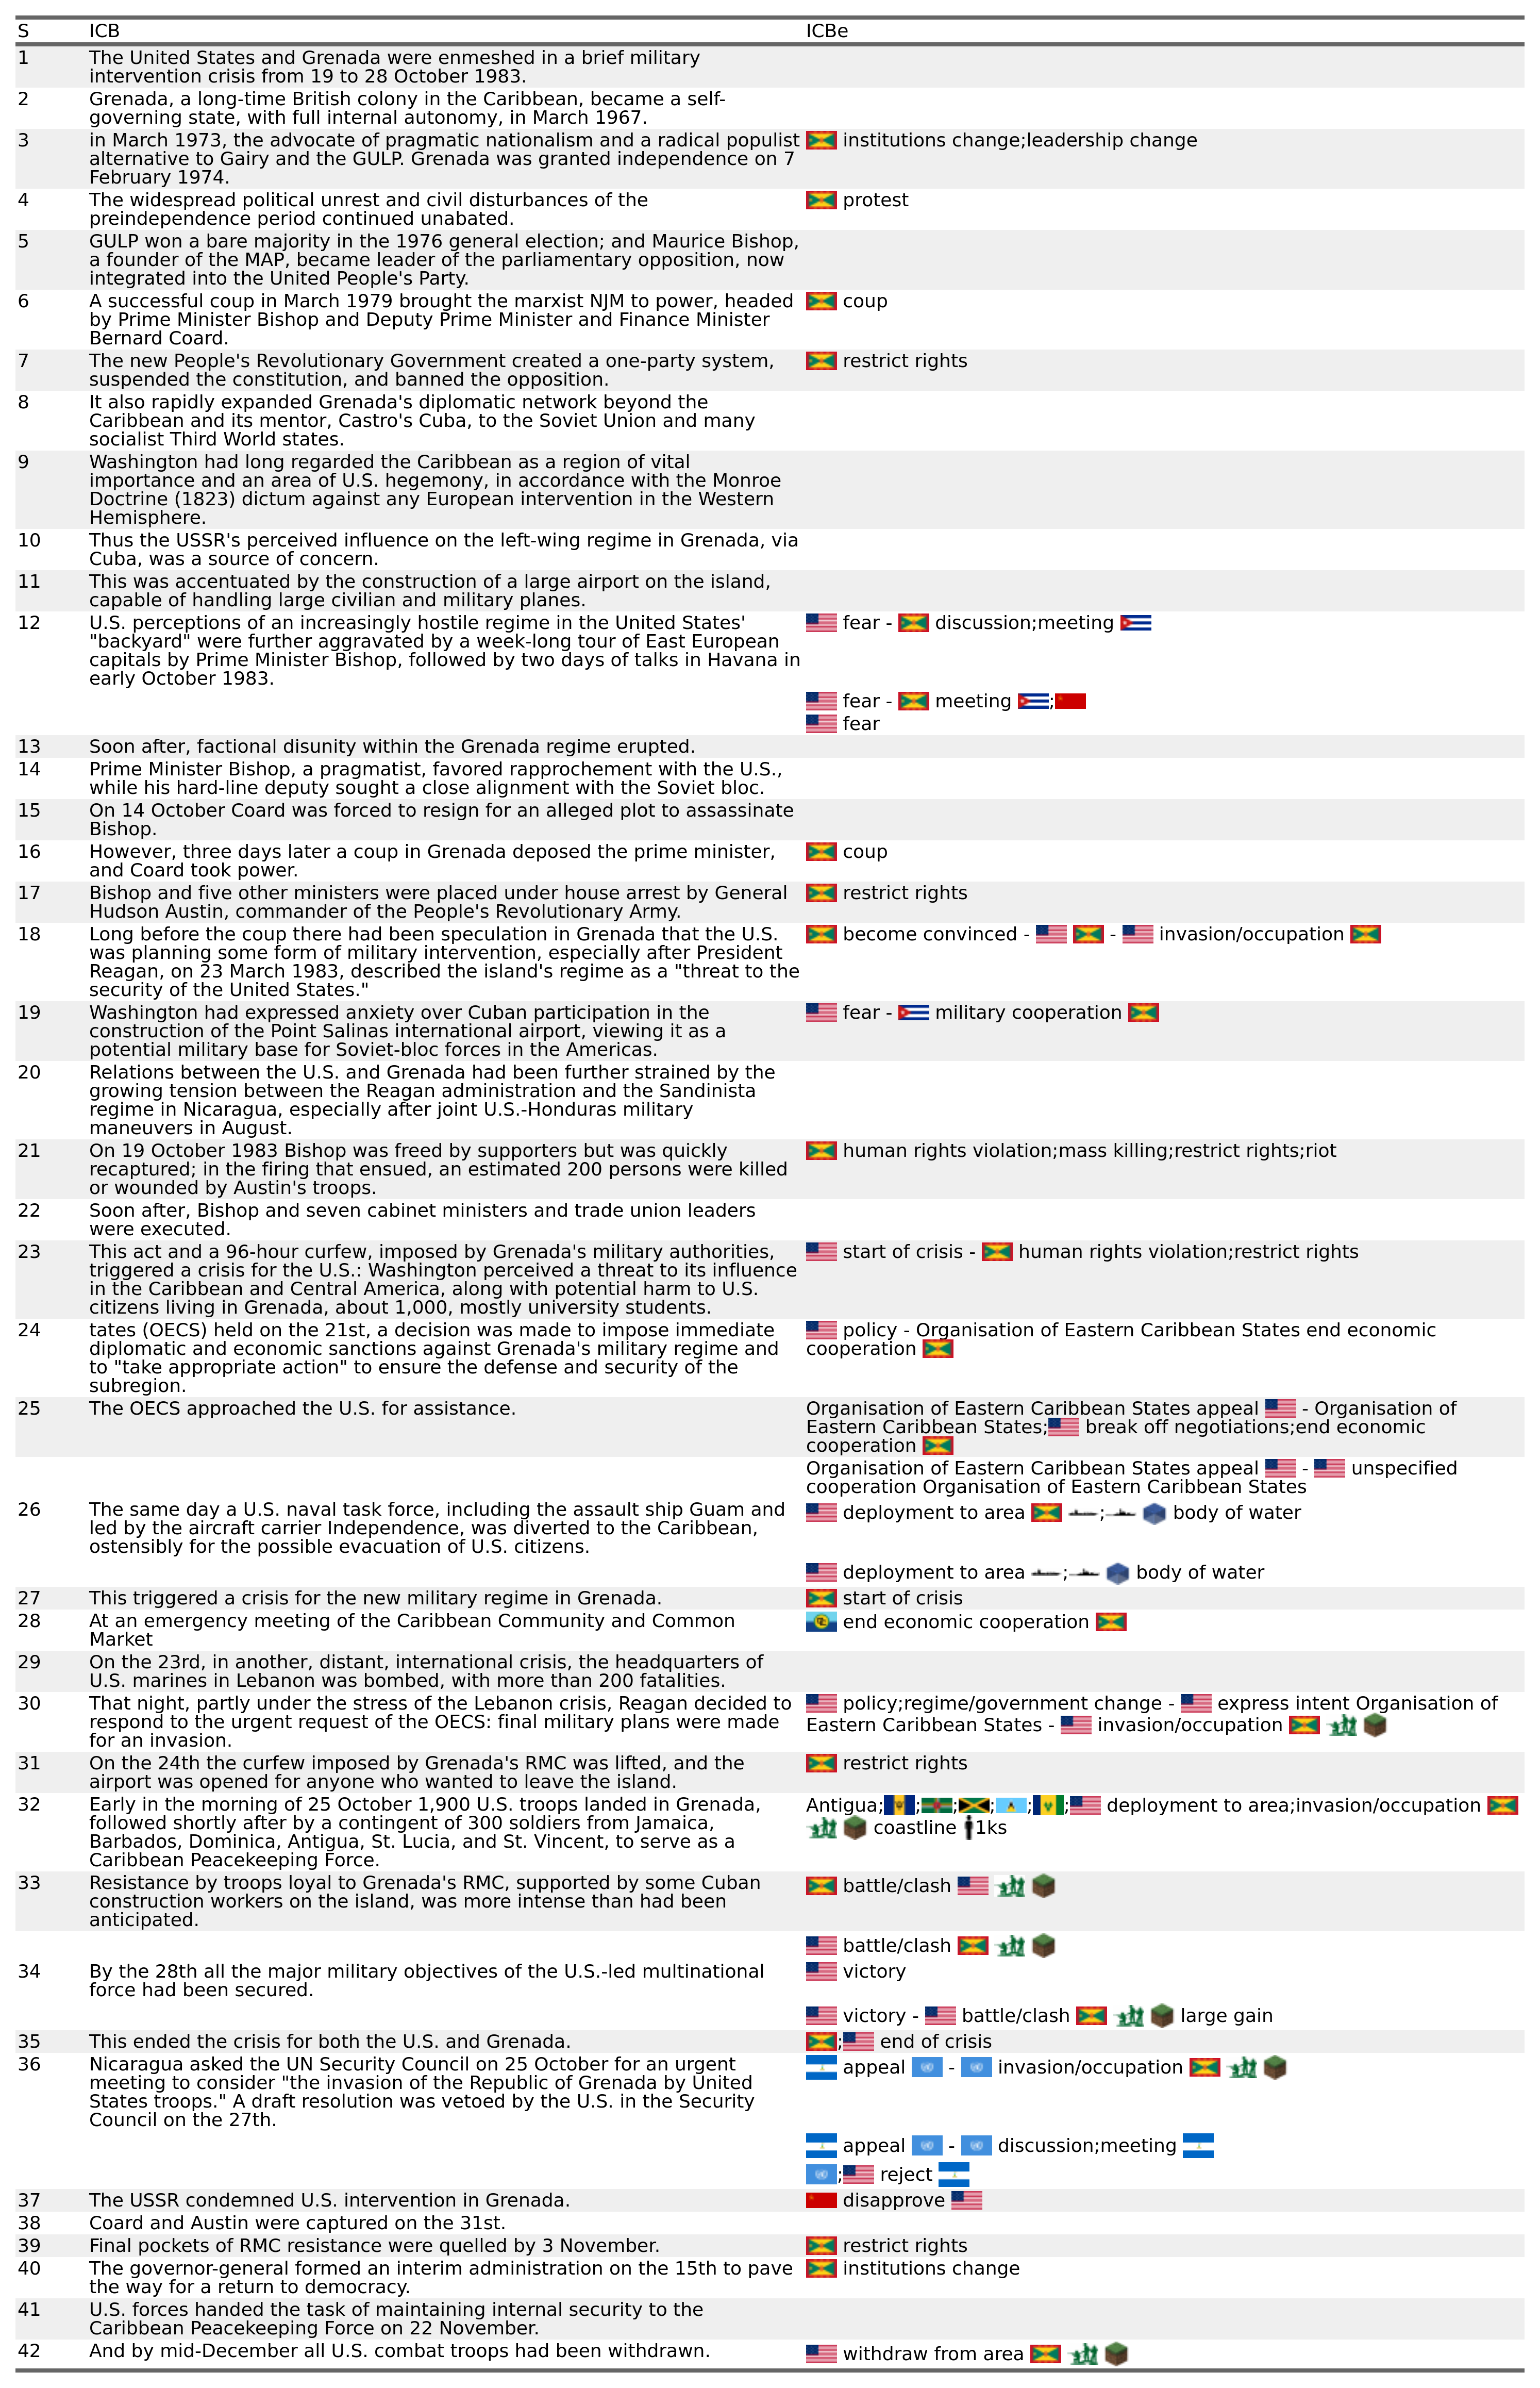 S ICB ICBe
1 The United States and Grenada were enmeshed in a brief military
intervention crisis from 19 to 28 October 1983.
2 Grenada, a long-time British colony in the Caribbean, became a self-
governing state, with full internal autonomy, in March 1967.
3 in March 1973, the advocate of pragmatic nationalism and a radical populist institutions change;leadership change
alternative to Gairy and the GULP. Grenada was granted independence on 7
February 1974.
4 The widespread political unrest and civil disturbances of the protest
preindependence period continued unabated.
5 GULP won a bare majority in the 1976 general election; and Maurice Bishop,
a founder of the MAP, became leader of the parliamentary opposition, now
integrated into the United People's Party.
6 A successful coup in March 1979 brought the marxist NJM to power, headed coup
by Prime Minister Bishop and Deputy Prime Minister and Finance Minister
Bernard Coard.
7 The new People's Revolutionary Government created a one-party system, restrict rights
suspended the constitution, and banned the opposition.
8 It also rapidly expanded Grenada's diplomatic network beyond the
Caribbean and its mentor, Castro's Cuba, to the Soviet Union and many
socialist Third World states.
9 Washington had long regarded the Caribbean as a region of vital
importance and an area of U.S. hegemony, in accordance with the Monroe
Doctrine (1823) dictum against any European intervention in the Western
Hemisphere.
10 Thus the USSR's perceived influence on the left-wing regime in Grenada, via
Cuba, was a source of concern.
11 This was accentuated by the construction of a large airport on the island,
capable of handling large civilian and military planes.
12 U.S. perceptions of an increasingly hostile regime in the United States' fear - discussion;meeting
"backyard" were further aggravated by a week-long tour of East European
capitals by Prime Minister Bishop, followed by two days of talks in Havana in
early October 1983.
fear - meeting ;
fear
13 Soon after, factional disunity within the Grenada regime erupted.
14 Prime Minister Bishop, a pragmatist, favored rapprochement with the U.S.,
while his hard-line deputy sought a close alignment with the Soviet bloc.
15 On 14 October Coard was forced to resign for an alleged plot to assassinate
Bishop.
16 However, three days later a coup in Grenada deposed the prime minister, coup
and Coard took power.
17 Bishop and five other ministers were placed under house arrest by General restrict rights
Hudson Austin, commander of the People's Revolutionary Army.
18 Long before the coup there had been speculation in Grenada that the U.S. become convinced - - invasion/occupation
was planning some form of military intervention, especially after President
Reagan, on 23 March 1983, described the island's regime as a "threat to the
security of the United States."
19 Washington had expressed anxiety over Cuban participation in the fear - military cooperation
construction of the Point Salinas international airport, viewing it as a
potential military base for Soviet-bloc forces in the Americas.
20 Relations between the U.S. and Grenada had been further strained by the
growing tension between the Reagan administration and the Sandinista
regime in Nicaragua, especially after joint U.S.-Honduras military
maneuvers in August.
21 On 19 October 1983 Bishop was freed by supporters but was quickly human rights violation;mass killing;restrict rights;riot
recaptured; in the firing that ensued, an estimated 200 persons were killed
or wounded by Austin's troops.
22 Soon after, Bishop and seven cabinet ministers and trade union leaders
were executed.
23 This act and a 96-hour curfew, imposed by Grenada's military authorities, start of crisis - human rights violation;restrict rights
triggered a crisis for the U.S.: Washington perceived a threat to its influence
in the Caribbean and Central America, along with potential harm to U.S.
citizens living in Grenada, about 1,000, mostly university students.
24 tates (OECS) held on the 21st, a decision was made to impose immediate policy - Organisation of Eastern Caribbean States end economic
diplomatic and economic sanctions against Grenada's military regime and cooperation
to "take appropriate action" to ensure the defense and security of the
subregion.
25 The OECS approached the U.S. for assistance. Organisation of Eastern Caribbean States appeal - Organisation of
Eastern Caribbean States; break off negotiations;end economic
cooperation
Organisation of Eastern Caribbean States appeal - unspecified
cooperation Organisation of Eastern Caribbean States
26 The same day a U.S. naval task force, including the assault ship Guam and deployment to area ; body of water
led by the aircraft carrier Independence, was diverted to the Caribbean,
ostensibly for the possible evacuation of U.S. citizens.
deployment to area ; body of water
27 This triggered a crisis for the new military regime in Grenada. start of crisis
28 At an emergency meeting of the Caribbean Community and Common end economic cooperation
Market
29 On the 23rd, in another, distant, international crisis, the headquarters of
U.S. marines in Lebanon was bombed, with more than 200 fatalities.
30 That night, partly under the stress of the Lebanon crisis, Reagan decided to policy;regime/government change - express intent Organisation of
respond to the urgent request of the OECS: final military plans were made Eastern Caribbean States - invasion/occupation
for an invasion.
31 On the 24th the curfew imposed by Grenada's RMC was lifted, and the restrict rights
airport was opened for anyone who wanted to leave the island.
32 Early in the morning of 25 October 1,900 U.S. troops landed in Grenada, Antigua; ; ; ; ; ; deployment to area;invasion/occupation
followed shortly after by a contingent of 300 soldiers from Jamaica, coastline 1ks
Barbados, Dominica, Antigua, St. Lucia, and St. Vincent, to serve as a
Caribbean Peacekeeping Force.
33 Resistance by troops loyal to Grenada's RMC, supported by some Cuban battle/clash
construction workers on the island, was more intense than had been
anticipated.
battle/clash
34 By the 28th all the major military objectives of the U.S.-led multinational victory
force had been secured.
victory - battle/clash large gain
35 This ended the crisis for both the U.S. and Grenada. ; end of crisis
36 Nicaragua asked the UN Security Council on 25 October for an urgent appeal - invasion/occupation
meeting to consider "the invasion of the Republic of Grenada by United
States troops." A draft resolution was vetoed by the U.S. in the Security
Council on the 27th.
appeal - discussion;meeting
; reject
37 The USSR condemned U.S. intervention in Grenada. disapprove
38 Coard and Austin were captured on the 31st.
39 Final pockets of RMC resistance were quelled by 3 November. restrict rights
40 The governor-general formed an interim administration on the 15th to pave institutions change
the way for a return to democracy.
41 U.S. forces handed the task of maintaining internal security to the
Caribbean Peacekeeping Force on 22 November.
42 And by mid-December all U.S. combat troops had been withdrawn. withdraw from area